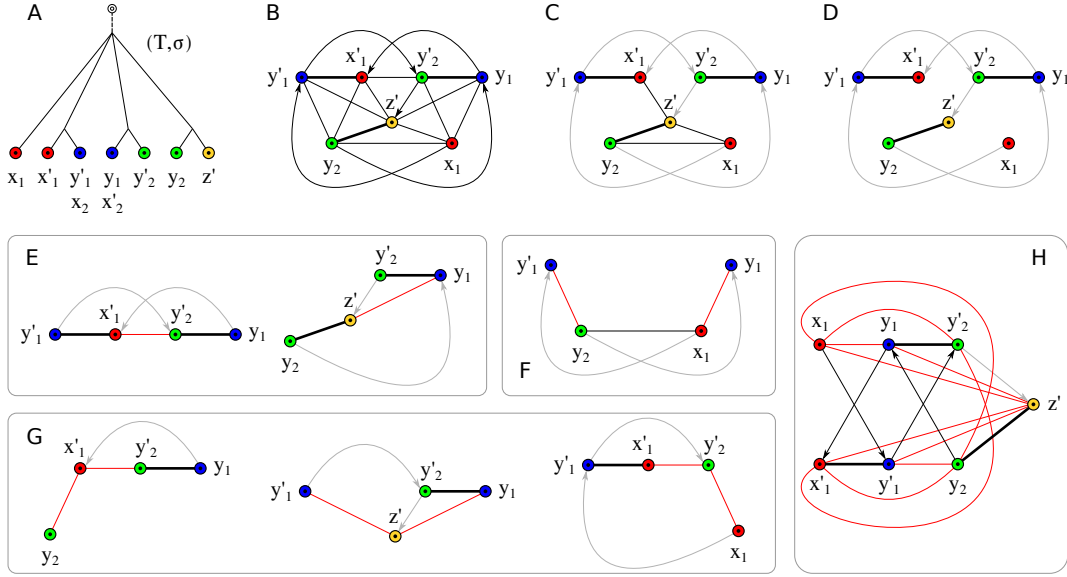 A
(T,σ)
x1 x'1 y'1 y1 y'2 y2 z'
x2 x'2
B
y'1 x'1 y'2 y1
z'
y2 x1
C
y'1 x'1 y'2 y1
z'
y2 x1
D
y'1 x'1 y'2 y1
z'
y2 x1
E
y'1 x'1 y'2 y1
y'2 y1
z'
y2
F
y'1 y1
y2 x1
G
x'1 y'2 y1
y2
y'1 y'2 y1
z'
y'1 x'1 y'2
x1
H
x1 y1 y'2
z'
x'1 y'1 y2